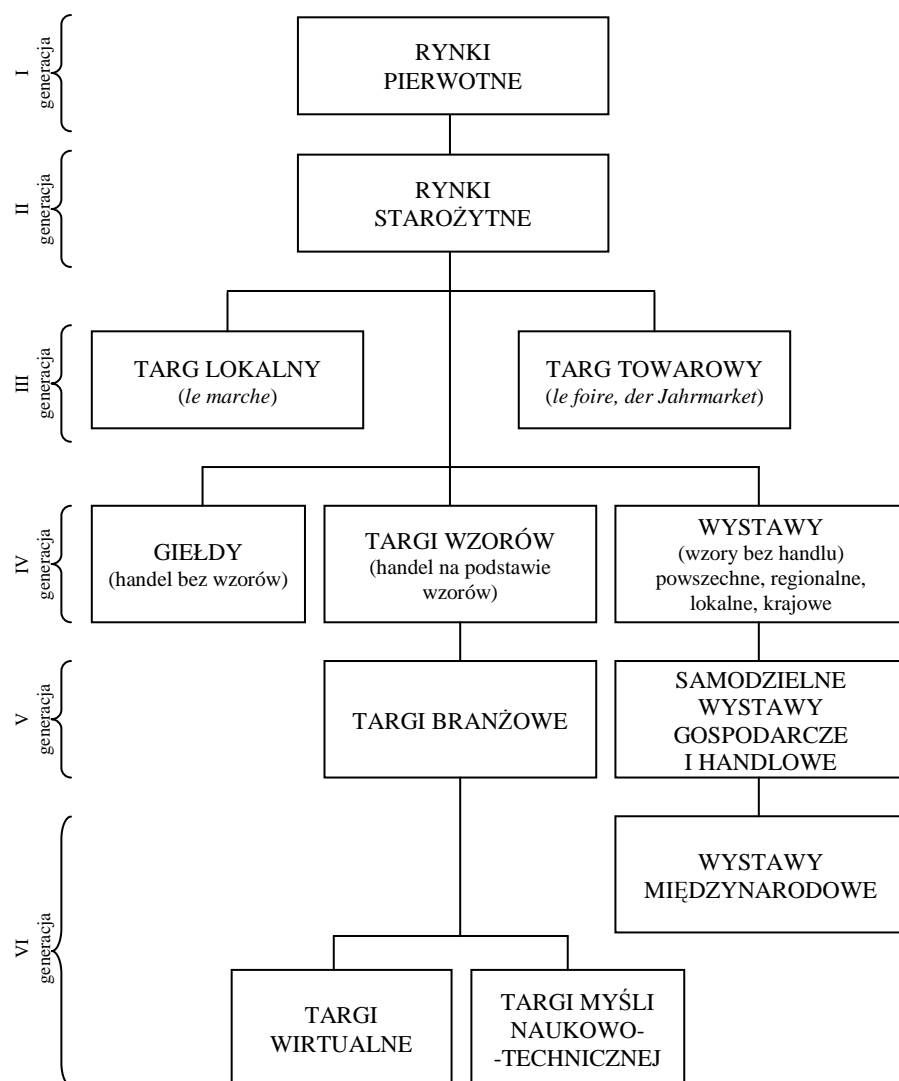 I
generacja
RYNKI
PIERWOTNE
II
generacja
RYNKI
STAROŻYTNE
III
generacja
TARG LOKALNY
(le marche)
TARG TOWAROWY
(le foire, der Jahrmarket)
IV
generacja
GIEŁDY
(handel bez wzorów)
TARGI WZORÓW
(handel na podstawie
wzorów)
WYSTAWY
(wzory bez handlu)
powszechne, regionalne,
lokalne, krajowe
V
generacja
TARGI BRANŻOWE
SAMODZIELNE
WYSTAWY
GOSPODARCZE
I HANDLOWE
VI
generacja
WYSTAWY
MIĘDZYNARODOWE
TARGI
WIRTUALNE
TARGI MYŚLI
NAUKOWO-
-TECHNICZNEJ